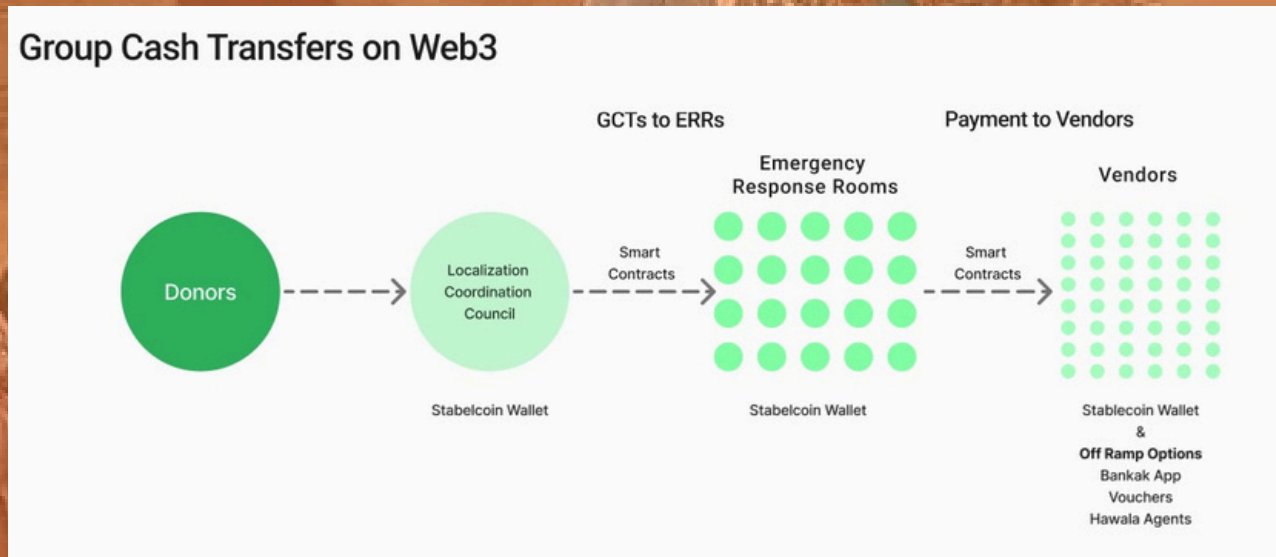 Group Cash Transfers on Web3
GCTs to ERRs
Payment to Vendors
Emergency
Response Rooms
Vendors
Donors
Localization
Coordination
Council
Smart
Contracts
Smart
Contracts
Stabelcoin Wallet
Stabelcoin Wallet
Stablecoin Wallet
&
Off Ramp Options
Bankak App
Vouchers
Hawala Agents